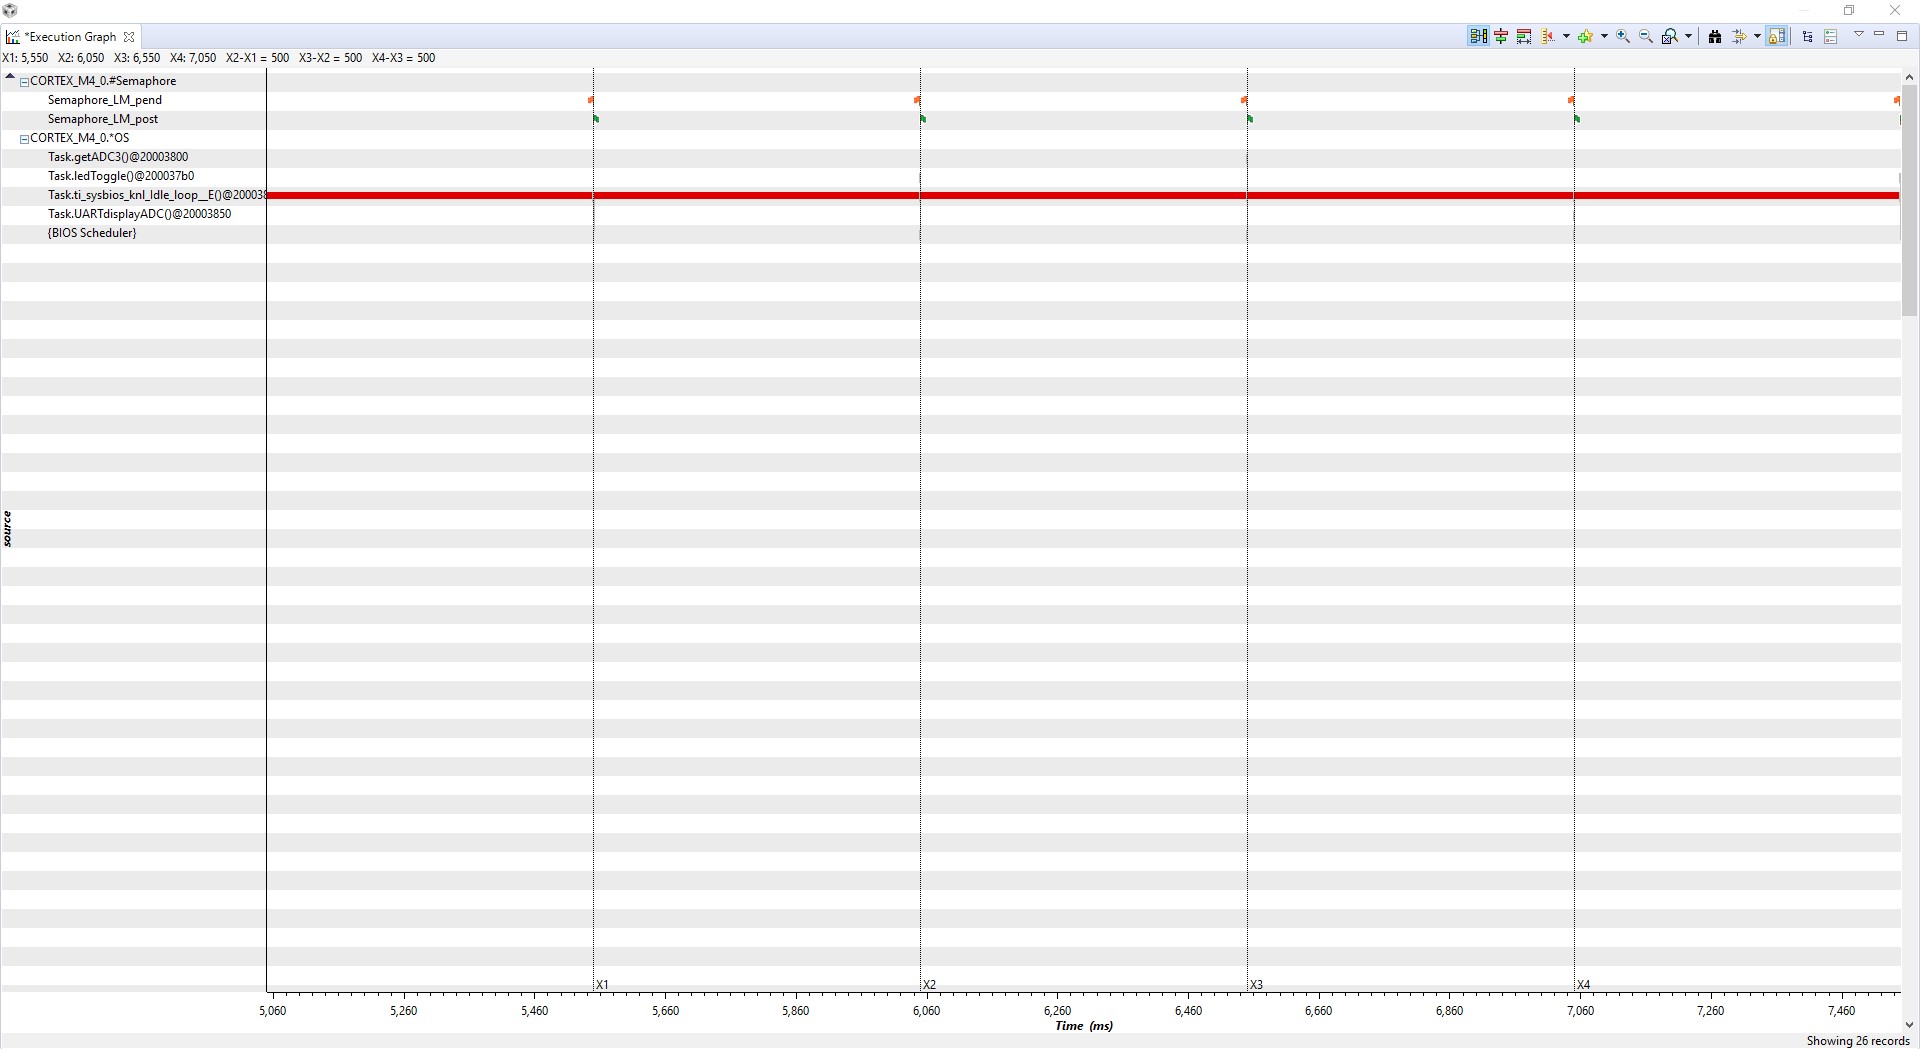 *Execution Graph
X1: 5,550 X2: 6,050 X3: 6,550 X4: 7,050 X2-X1 = 500 X3-X2 = 500 X4-X3 = 500
CORTEX_M4_0.#Semaphore
Semaphore_LM_pend
Semaphore_LM_post
CORTEX_M4_0.*OS
Task.getADC3()@20003800
Task.ledToggle()@200037b0
Task.ti_sysbios_knl_Idle_loop__E()@200038
Task.UARTdisplayADC()@20003850
{BIOS Scheduler}
source
X1 X2 X3 X4
5,060 5,260 5,460 5,660 5,860 6,060 6,260 6,460 6,660 6,860 7,060 7,260 7,460
Time (ms)
Showing 26 records